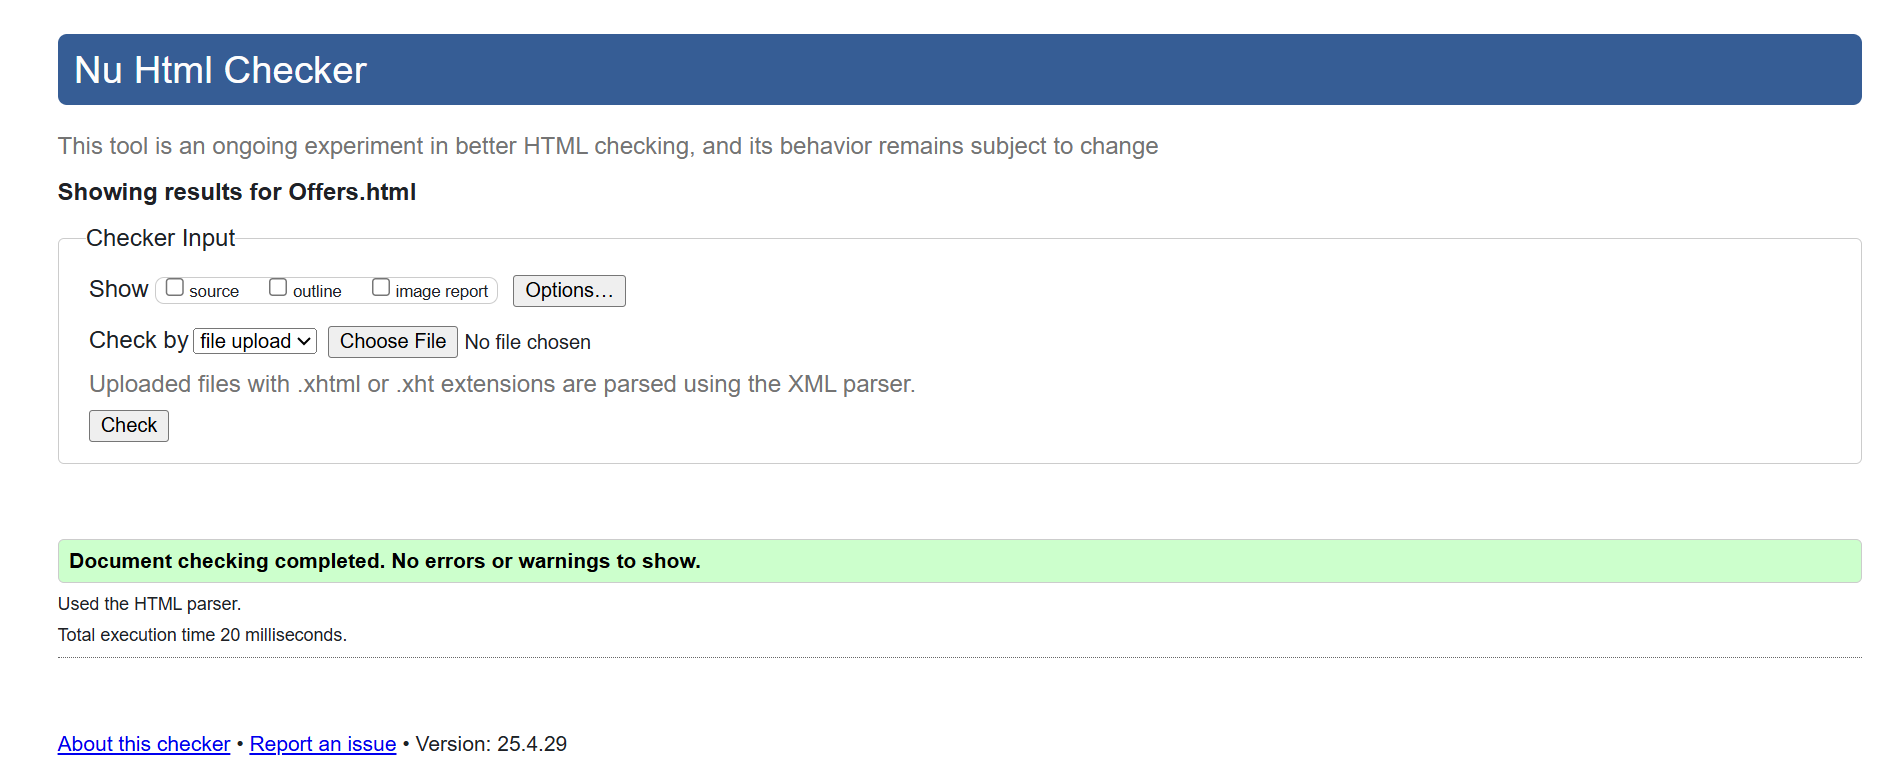 Nu Html Checker
This tool is an ongoing experiment in better HTML checking, and its behavior remains subject to change
Showing results for Offers.html
Checker Input
Show source outline image report Options...
Check by file upload Choose File No file chosen
Uploaded files with .xhtml or .xht extensions are parsed using the XML parser.
Check
Document checking completed. No errors or warnings to show.
Used the HTML parser.
Total execution time 20 milliseconds.
About this checker • Report an issue • Version: 25.4.29